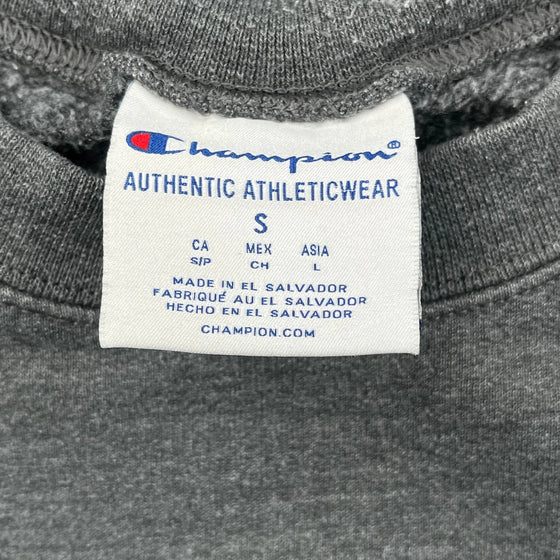 Champion®
AUTHENTIC ATHLETICWEAR
S
CA MEX ASIA
S/P CH L
MADE IN EL SALVADOR
FABRIQUÉ AU EL SALVADOR
HECHO EN EL SALVADOR
CHAMPION.COM